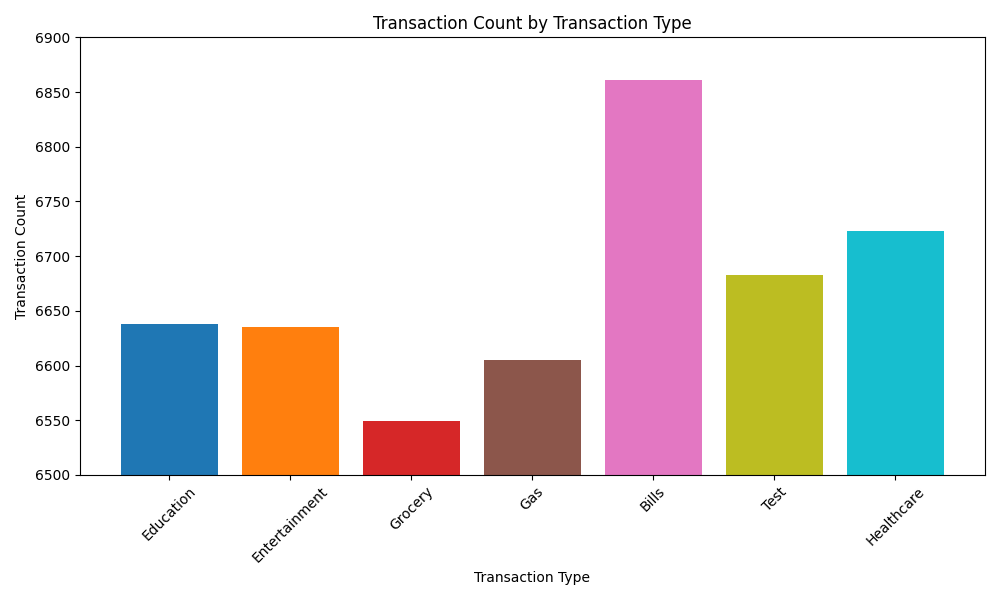 Transaction Count by Transaction Type
6900
6850
6800
6750
6700
6650
6600
6550
6500
Transaction Count
Education
Entertainment
Grocery
Gas
Bills
Test
Healthcare
Transaction Type